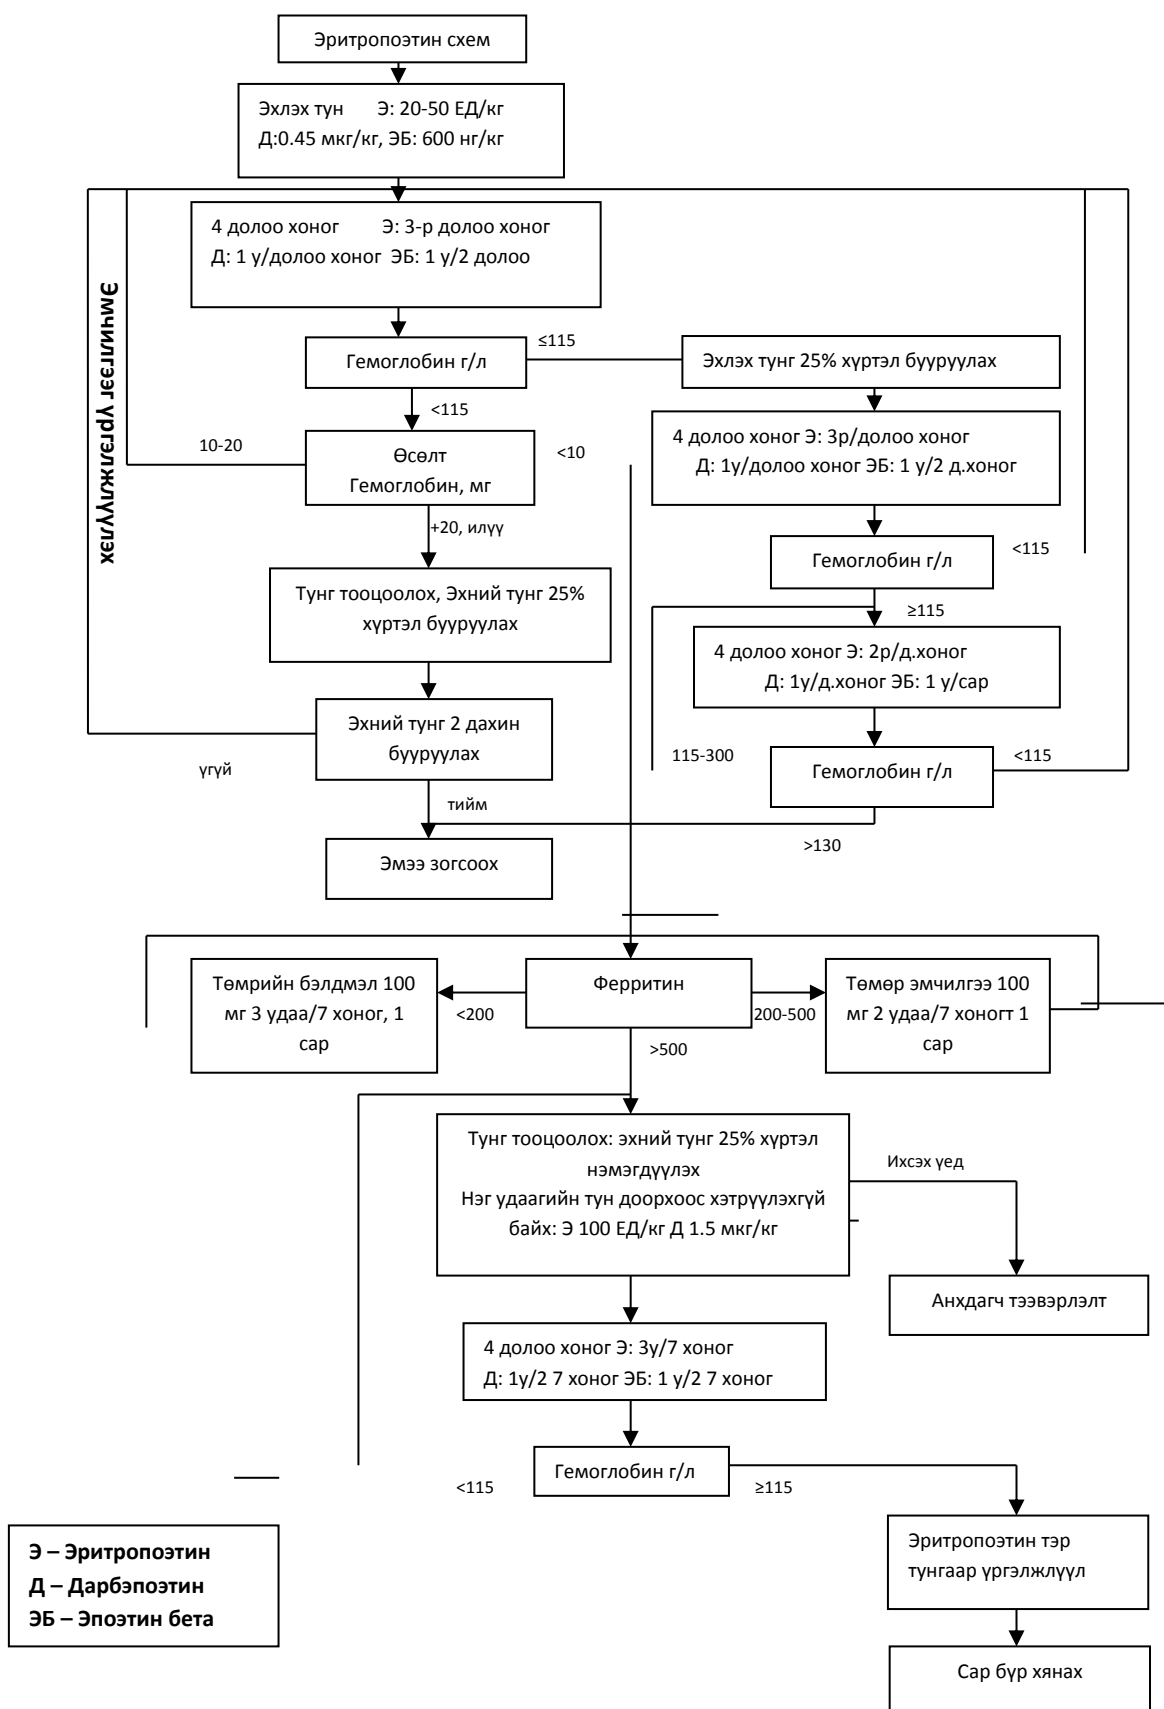 Эритропоэтин схем
Эхлэх тун Э: 20-50 ЕД/кг
Д:0.45 мкг/кг, ЭБ: 600 нг/кг
4 долоо хоног Э: 3-р долоо хоног
Д: 1 у/долоо хоног ЭБ: 1 у/2 долоо
Эмчилгээг үргэлжлүүлэх
Гемоглобин г/л
≤115
Эхлэх тунг 25% хүртэл бууруулах
<115
4 долоо хоног Э: 3р/долоо хоног
Д: 1у/долоо хоног ЭБ: 1 у/2 д.хоног
10-20
Өсөлт
Гемоглобин, мг
<10
+20, илүү
Гемоглобин г/л
<115
Тунг тооцоолох, Эхний тунг 25%
хүртэл бууруулах
≥115
4 долоо хоног Э: 2р/д.хоног
Д: 1у/д.хоног ЭБ: 1 у/сар
Эхний тунг 2 дахин
бууруулах
үгүй
115-300
Гемоглобин г/л
<115
тийм
>130
Эмээ зогсоох
Төмрийн бэлдмэл 100
мг 3 удаа/7 хоног, 1
сар
<200
Ферритин
200-500
Төмөр эмчилгээ 100
мг 2 удаа/7 хоногт 1
сар
>500
Тунг тооцоолох: эхний тунг 25% хүртэл
нэмэгдүүлэх
Нэг удаагийн тун доорхоос хэтрүүлэхгүй
байх: Э 100 ЕД/кг Д 1.5 мкг/кг
Ихсэх үед
Анхдагч тээвэрлэлт
4 долоо хоног Э: 3у/7 хоног
Д: 1у/2 7 хоног ЭБ: 1 у/2 7 хоног
Гемоглобин г/л
<115
≥115
Э – Эритропоэтин
Д – Дарбэпоэтин
ЭБ – Эпоэтин бета
Эритропоэтин тэр
тунгаар үргэлжлүүл
Сар бүр хянах